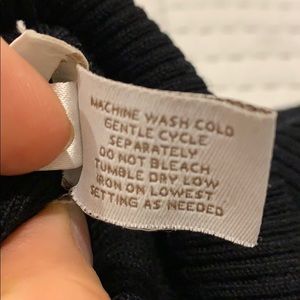 MACHINE WASH COLD
GENTLE CYCLE
SEPARATELY
DO NOT BLEACH
TUMBLE DRY LOW
IRON ON LOWEST
SETTING AS NEEDED